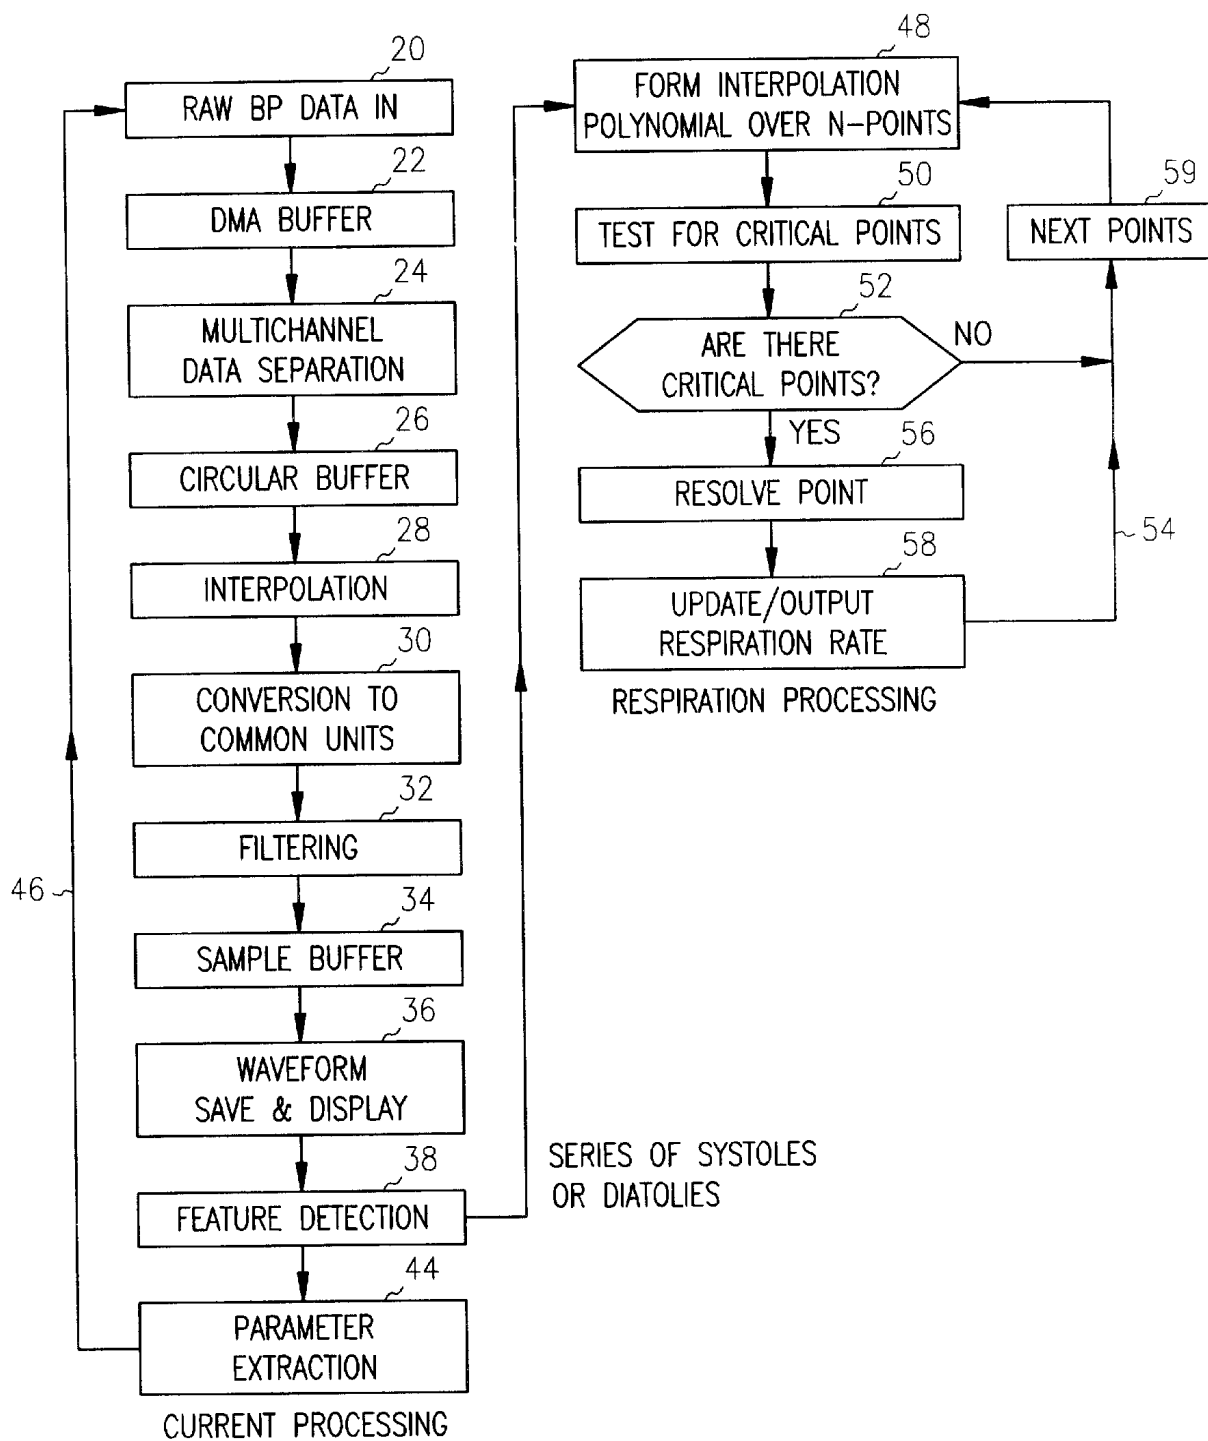 20
RAW BP DATA IN
22
DMA BUFFER
24
MULTICHANNEL
DATA SEPARATION
26
CIRCULAR BUFFER
28
INTERPOLATION
30
CONVERSION TO
COMMON UNITS
32
FILTERING
46
34
SAMPLE BUFFER
36
WAVEFORM
SAVE & DISPLAY
38
FEATURE DETECTION
44
PARAMETER
EXTRACTION
CURRENT PROCESSING
SERIES OF SYSTOLES
OR DIATOLIES
48
FORM INTERPOLATION
POLYNOMIAL OVER N-POINTS
50
TEST FOR CRITICAL POINTS
59
NEXT POINTS
52
ARE THERE
CRITICAL POINTS?
NO
YES
56
RESOLVE POINT
54
58
UPDATE/OUTPUT
RESPIRATION RATE
RESPIRATION PROCESSING